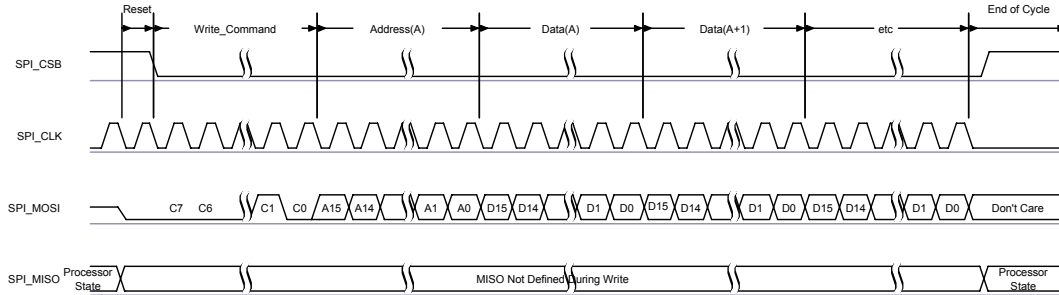 Reset
End of Cycle
Write_Command
Address(A)
Data(A)
Data(A+1)
etc
SPI_CSB
SPI_CLK
SPI_MOSI
C7 C6 C1 C0 A15 A14 A1 A0 D15 D14 D1 D0 D15 D14 D1 D0 D15 D14 D1 D0 Don't Care
SPI_MISO
Processor
State
MISO Not Defined During Write
Processor
State